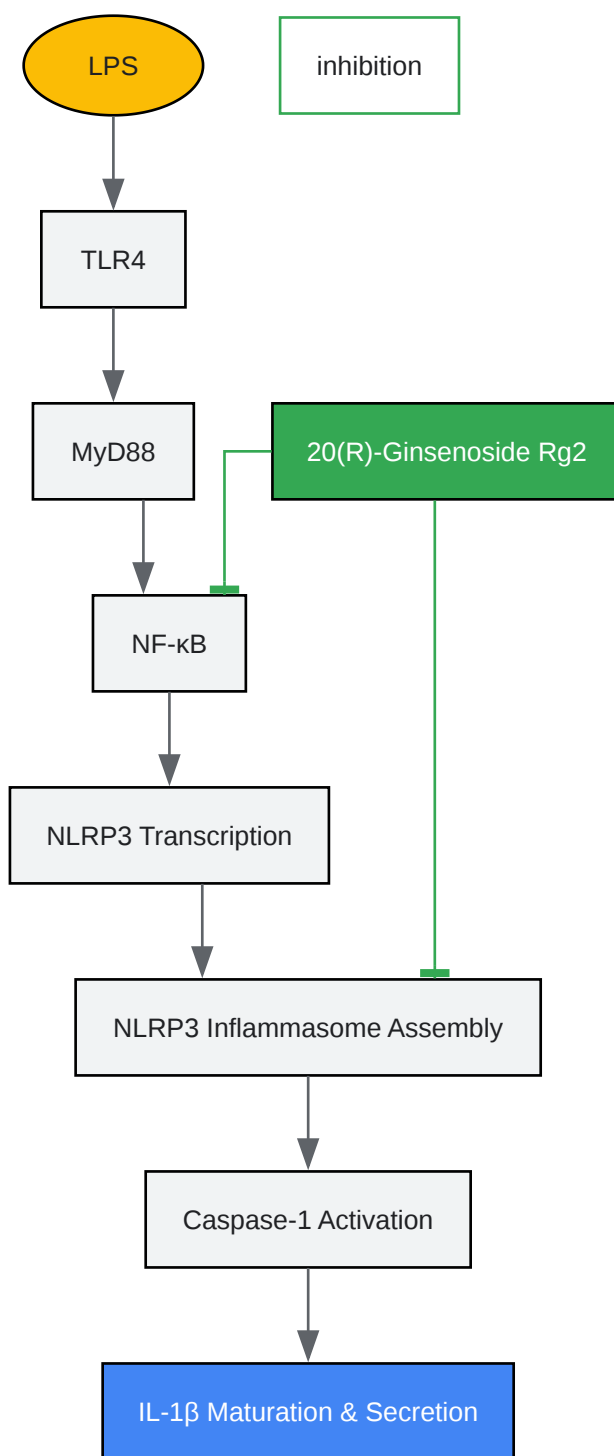 LPS
inhibition
TLR4
MyD88
20(R)-Ginsenoside Rg2
NF-κB
NLRP3 Transcription
NLRP3 Inflammasome Assembly
Caspase-1 Activation
IL-1β Maturation & Secretion